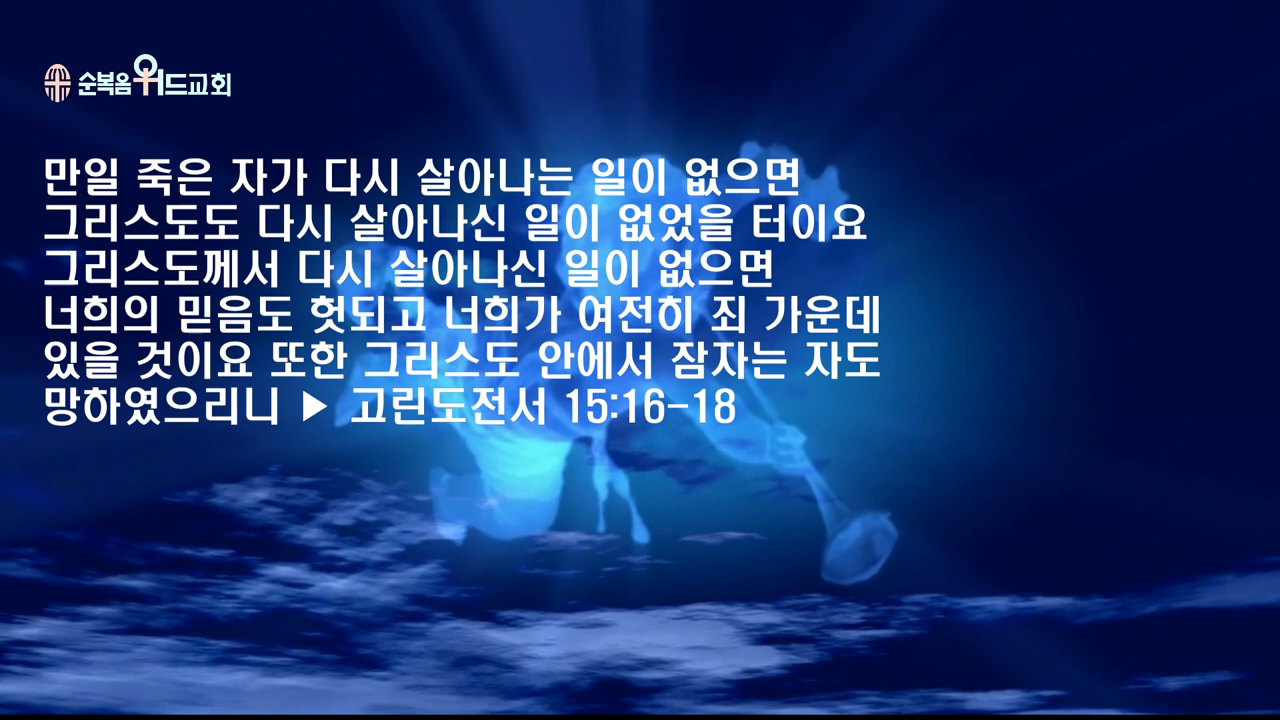 순복음워드교회
만일 죽은 자가 다시 살아나는 일이 없으면
그리스도도 다시 살아나신 일이 없었을 터이요
그리스도께서 다시 살아나신 일이 없으면
너희의 믿음도 헛되고 너희가 여전히 죄 가운데
있을 것이요 또한 그리스도 안에서 잠자는 자도
망하였으리니 ▶ 고린도전서 15:16-18